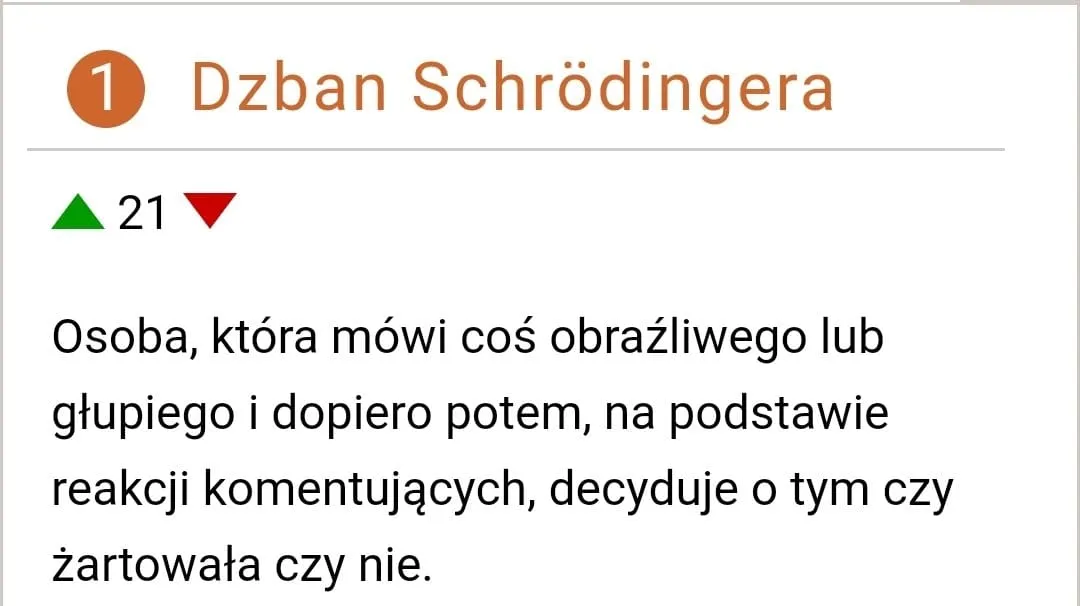 1 Dzban Schrödingera
21
Osoba, która mówi coś obraźliwego lub
głupiego i dopiero potem, na podstawie
reakcji komentujących, decyduje o tym czy
żartowała czy nie.